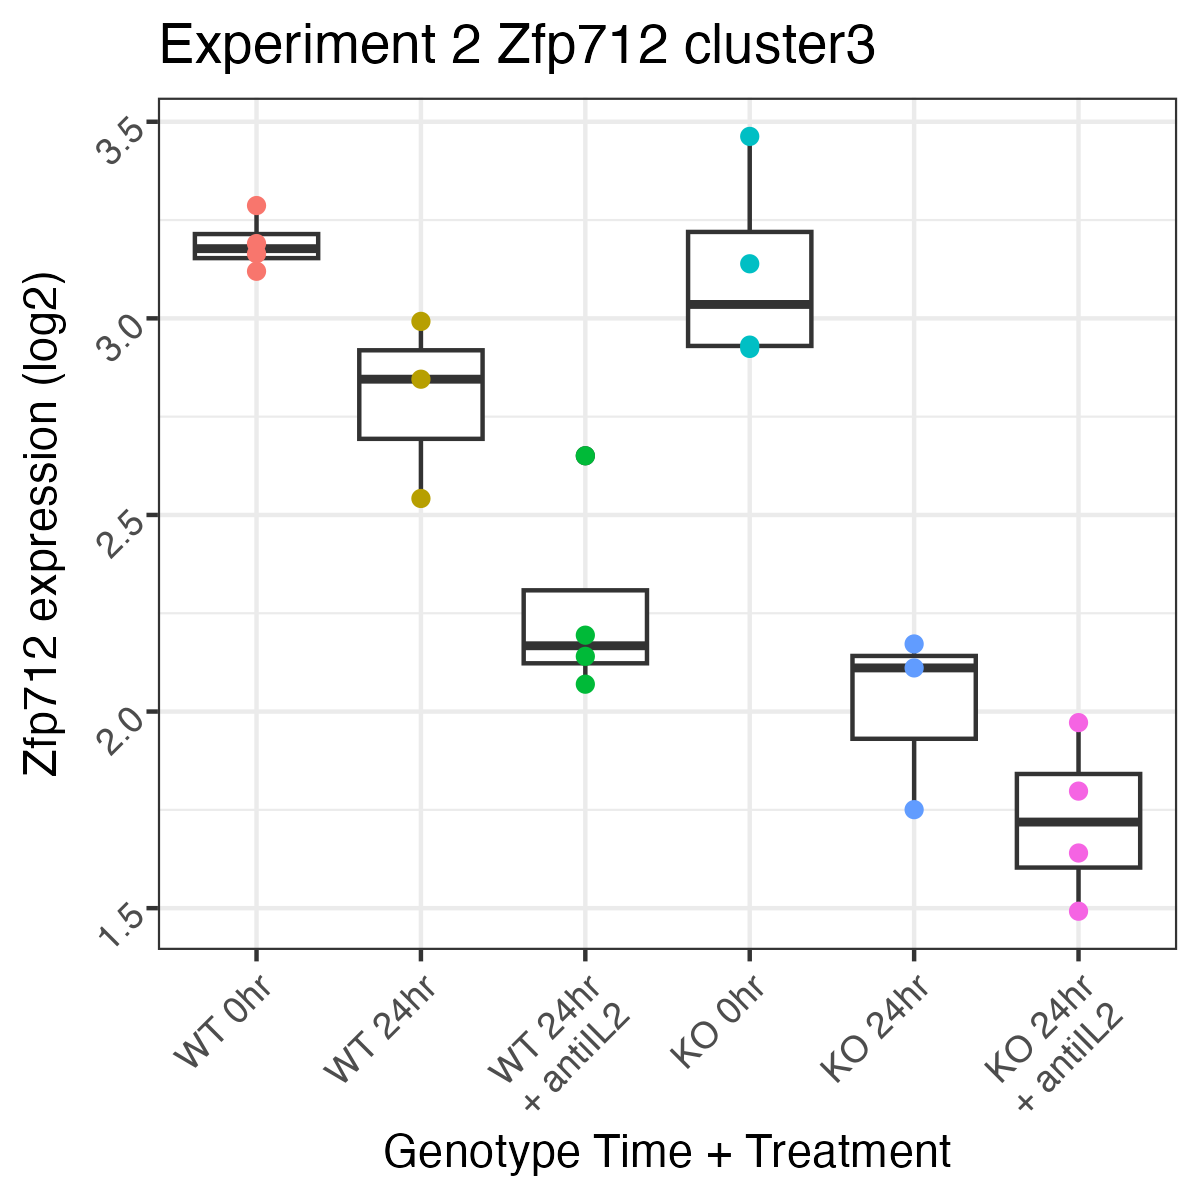 Experiment 2 Zfp712 cluster3
Zfp712 expression (log2)
3.5
3.0
2.5
2.0
1.5
WT 0hr
WT 24hr
WT 24hr
+ antiIL2
KO 0hr
KO 24hr
KO 24hr
+ antiIL2
Genotype Time + Treatment